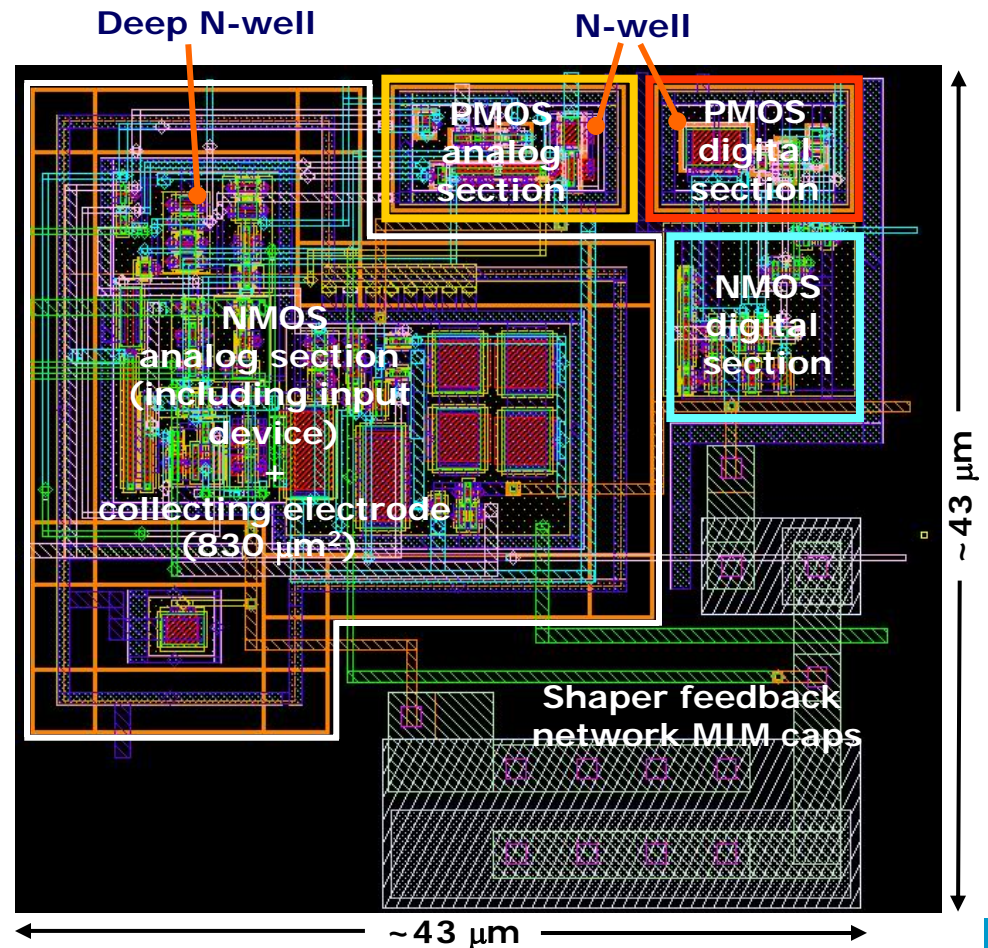 Deep N-well
N-well
PMOS
analog
section
PMOS
digital
section
NMOS
digital
section
NMOS
analog section
(including input
device)
+
collecting electrode
(830 μm²)
Shaper feedback
network MIM caps
~43 μm
~43 μm